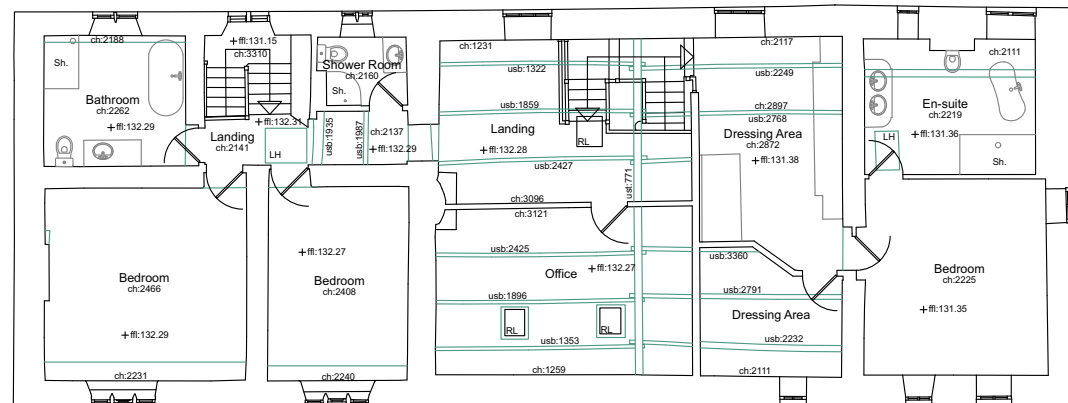 ch:2188
Sh.
Bathroom
ch:2262
ffl:132.29
ffl:131.15
ch:3310
ffl:132.31
Landing
ch:2141
LH
Shower Room
ch:2160
Sh.
usb:1935
usb:1987
ch:2137
ffl:132.29
ch:1231
usb:1322
usb:1859
Landing
ffl:132.28
RL
usb:2427
ust:771
ch:3096
ch:3121
usb:2425
Office
ffl:132.27
usb:1896
RL
RL
usb:1353
ch:1259
ch:2117
usb:2249
ch:2897
usb:2768
Dressing Area
ch:2872
ffl:131.38
usb:3360
usb:2791
Dressing Area
usb:2232
ch:2111
ch:2111
En-suite
ch:2219
ffl:131.36
LH
Sh.
Bedroom
ch:2466
ffl:132.29
ch:2231
ffl:132.27
Bedroom
ch:2408
ch:2240
Bedroom
ch:2225
ffl:131.35